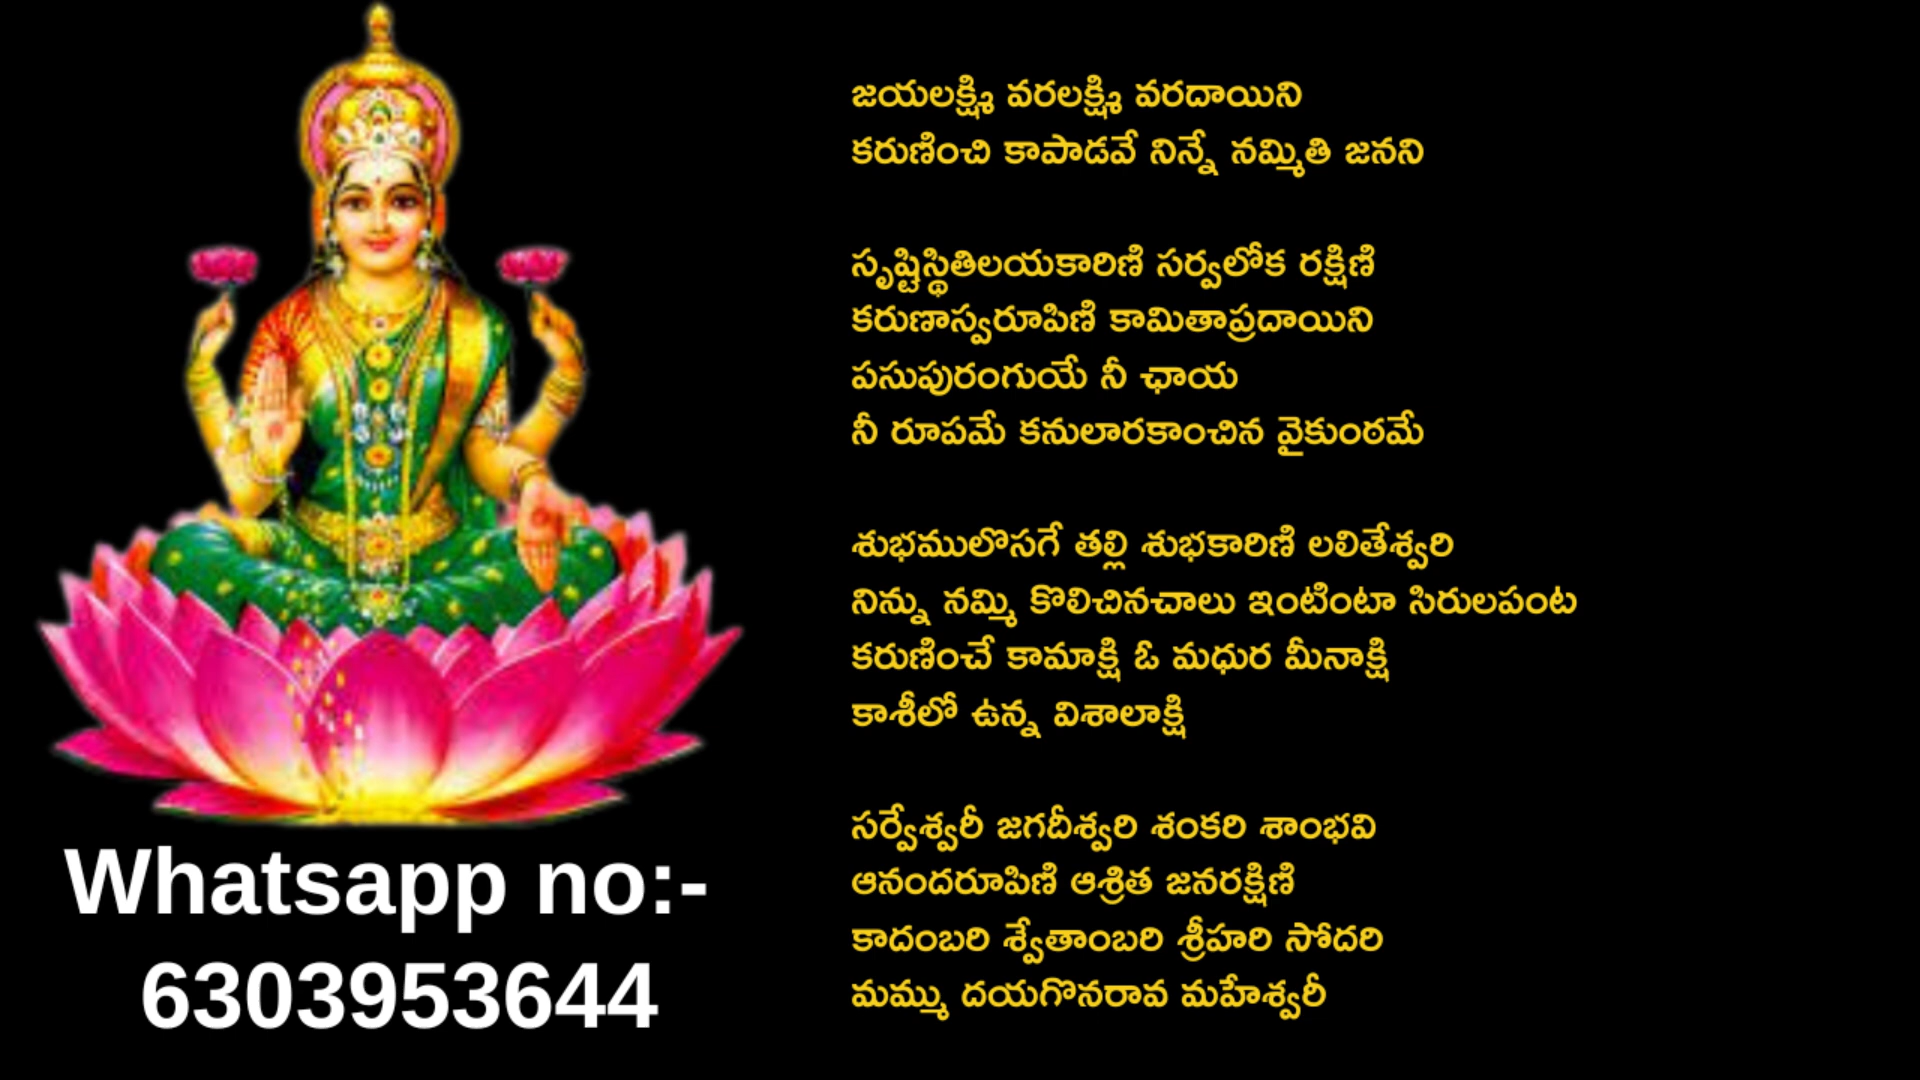 జయలక్ష్మి వరలక్ష్మి వరదాయిని
కరుణించి కాపాడవే నిన్నే నమ్మితి జనని
సృష్టిస్థితిలయకారిణి సర్వలోక రక్షిణి
కరుణాస్వరూపిణి కామితాప్రదాయిని
పసుపురంగుయే నీ ఛాయ
నీ రూపమే కనులారకాంచిన వైకుంఠమే
శుభములొసగే తల్లి శుభకారిణి లలితేశ్వరి
నిన్ను నమ్మి కొలిచినచాలు ఇంటింటా సిరులపంట
కరుణించే కామాక్షి ఓ మధుర మీనాక్షి
కాశీలో ఉన్న విశాలాక్షి
సర్వేశ్వరీ జగదీశ్వరి శంకరి శాంభవి
ఆనందరూపిణి ఆశ్రిత జనరక్షిణి
కాదంబరి శ్వేతాంబరి శ్రీహరి సోదరి
మమ్ము దయగొనరావ మహేశ్వరీ
Whatsapp no:-
6303953644